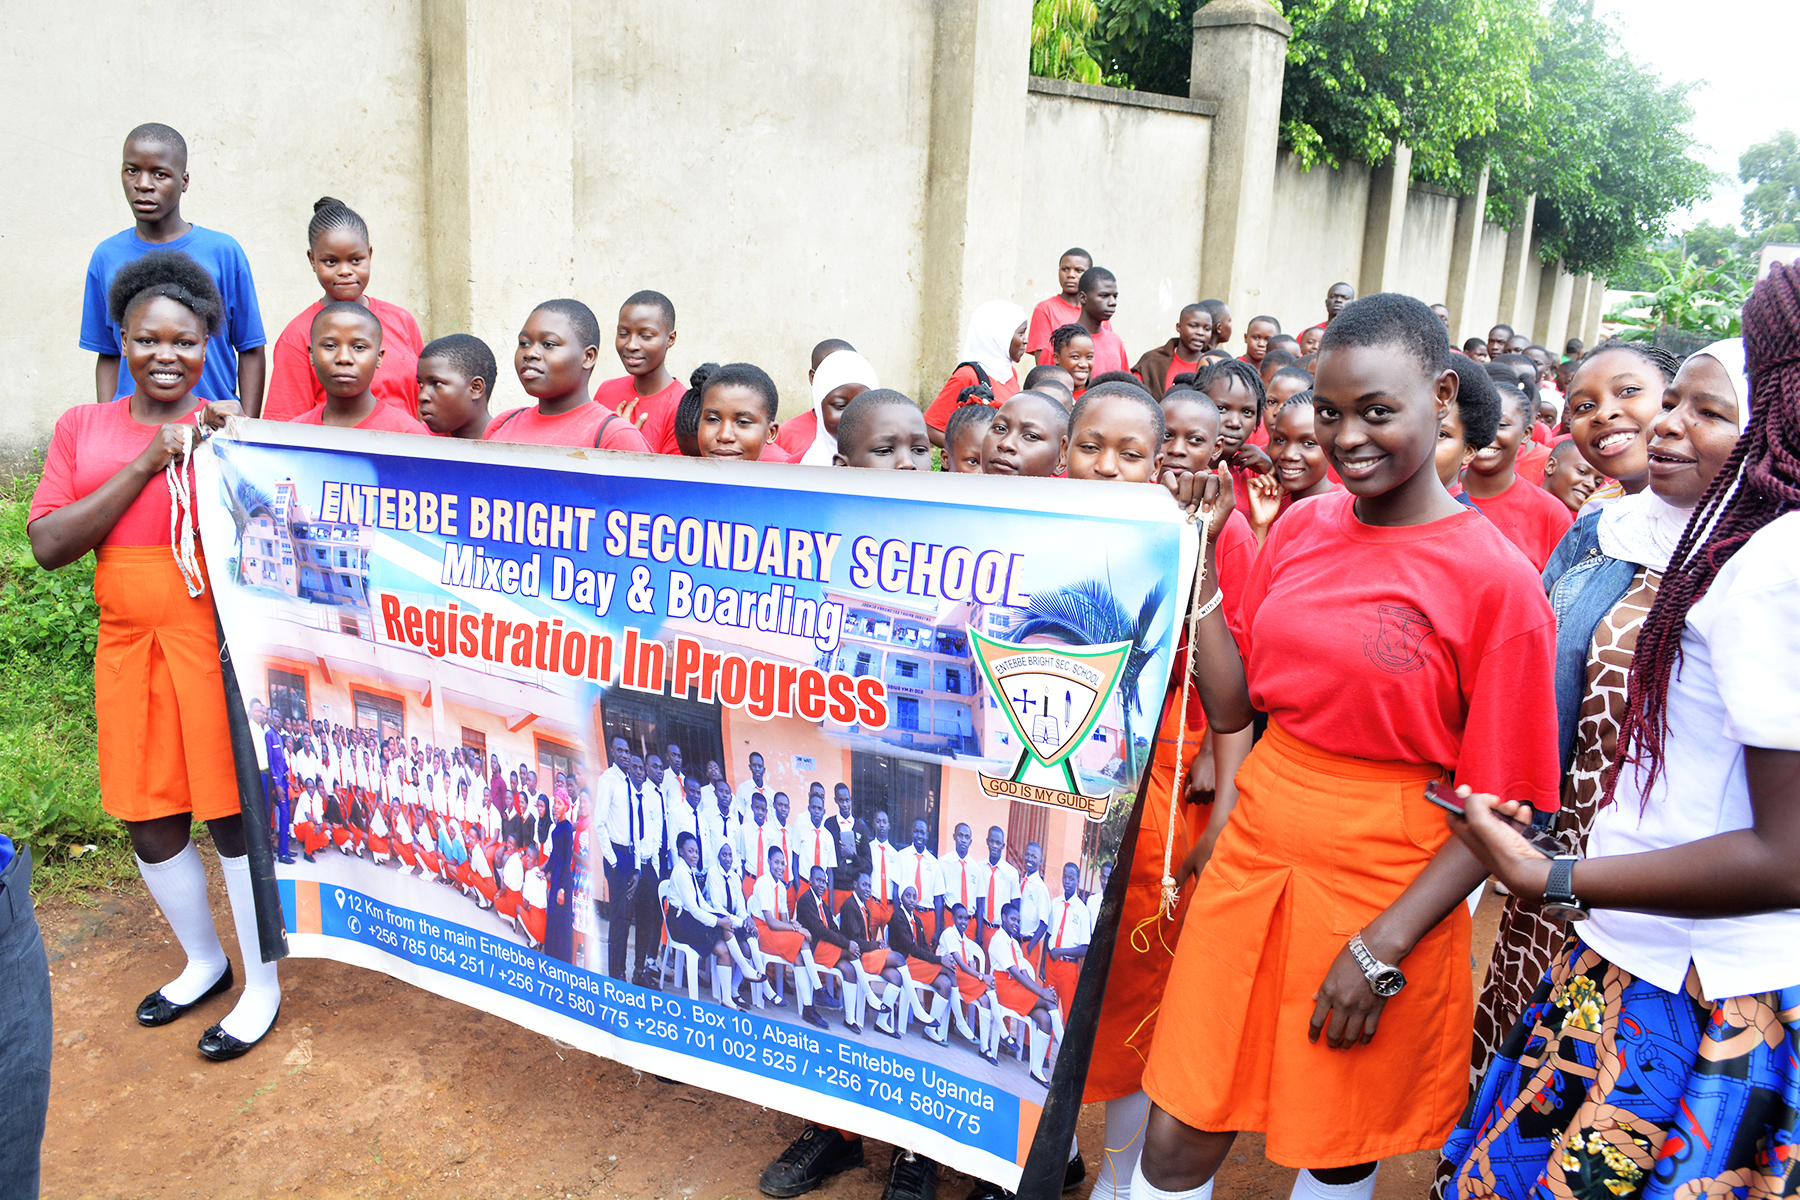 ENTEBBE BRIGHT SECONDARY SCHOOL
Mixed Day & Boarding
Registration In Progress
ENTEBBE BRIGHT SEC. SCHOOL
GOD IS MY GUIDE
12 Km from the main Entebbe Kampala Road P.O. Box 10, Abaita - Entebbe Uganda
+256 785 054 251 / +256 772 580 775 +256 701 002 525 / +256 704 580775